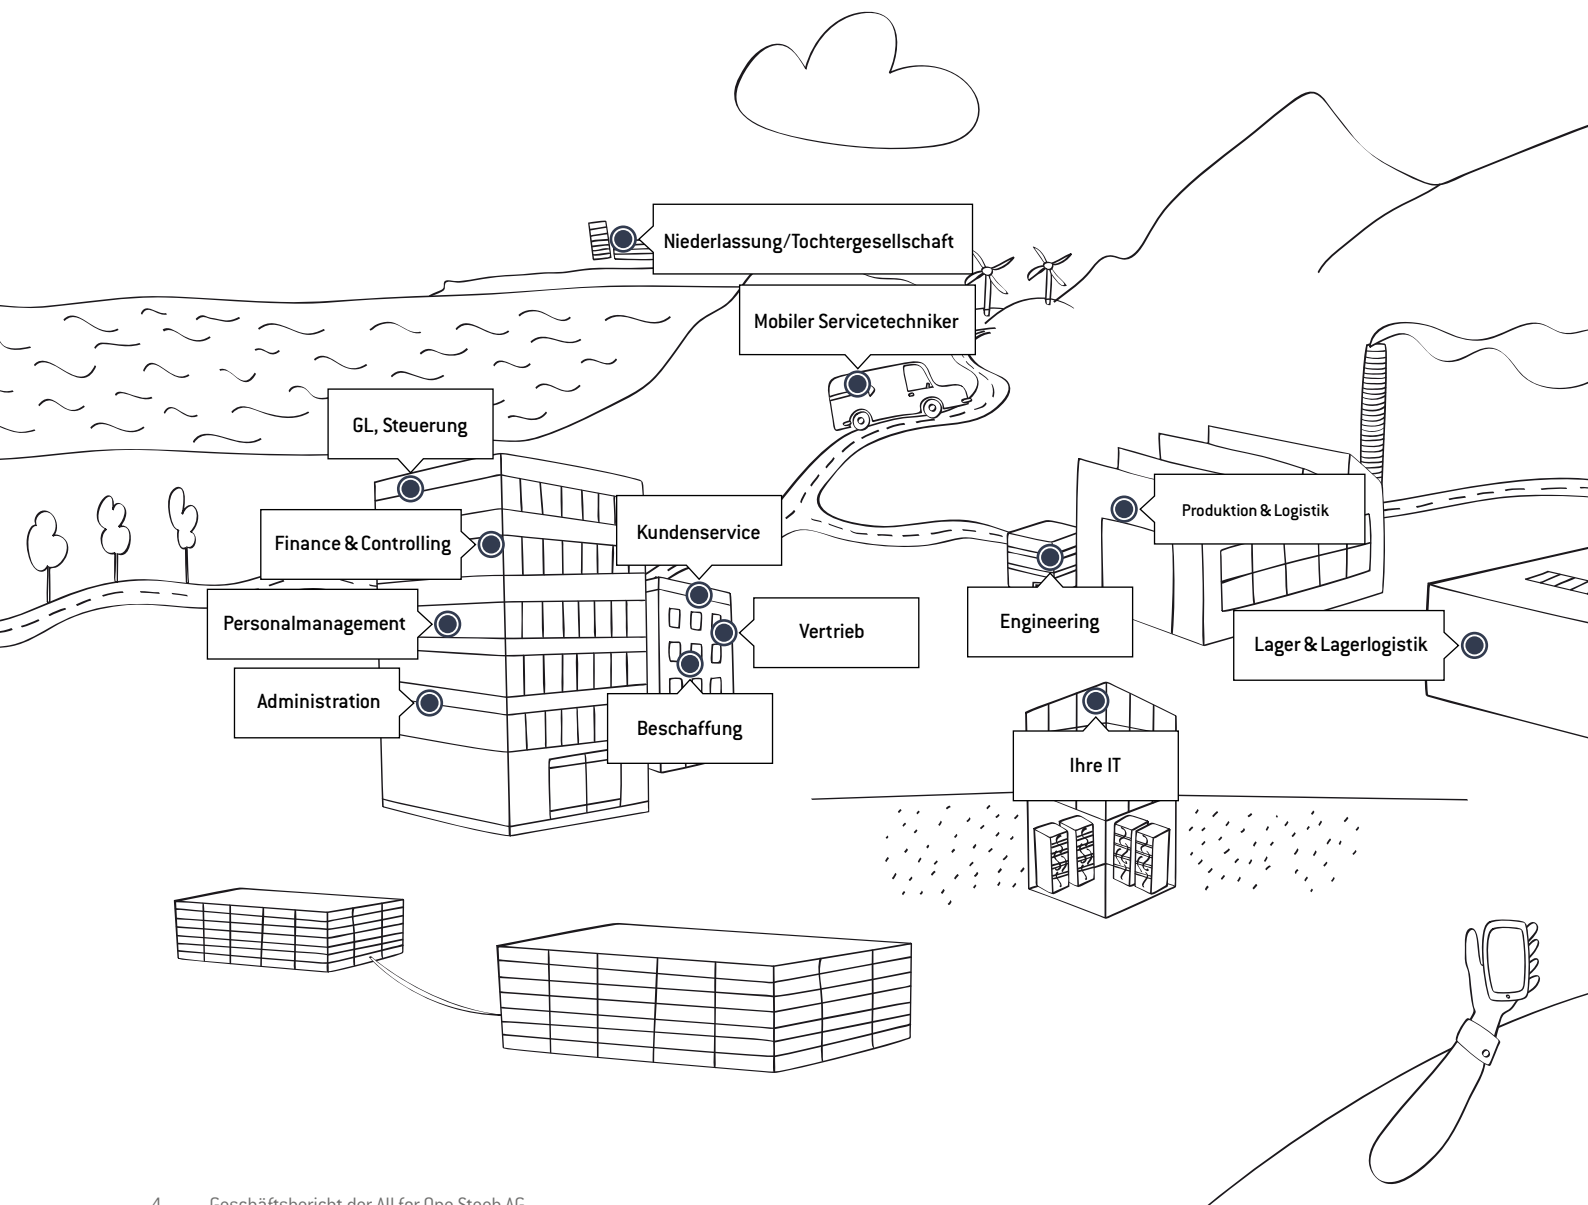 Niederlassung/Tochtergesellschaft
Mobiler Servicetechniker
GL, Steuerung
Finance & Controlling
Kundenservice
Produktion & Logistik
Personalmanagement
Vertrieb
Engineering
Lager & Lagerlogistik
Administration
Beschaffung
Ihre IT
4 Geschäftsbericht der All for One Steeb AG